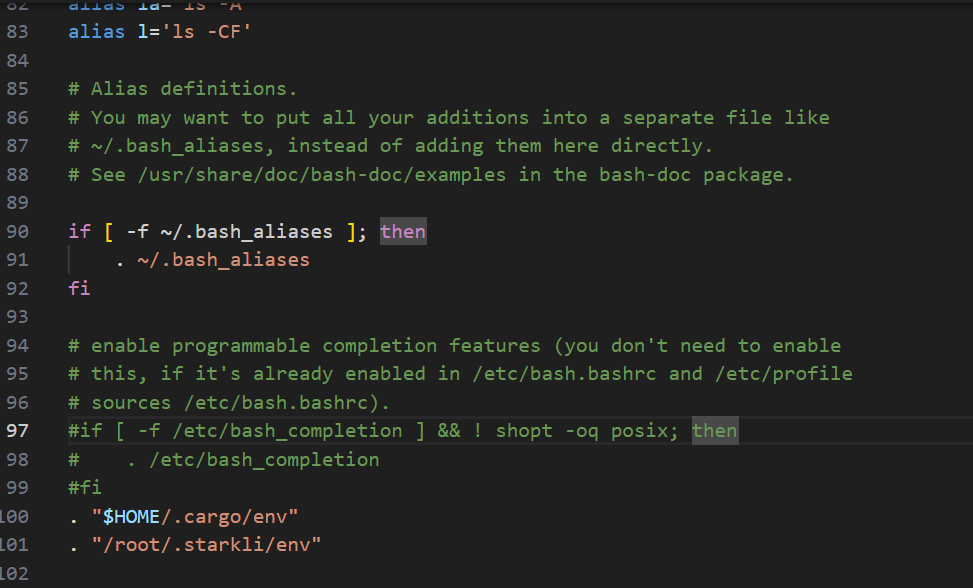 82 alias la='ls -A'
83 alias l='ls -CF'
84
85 # Alias definitions.
86 # You may want to put all your additions into a separate file like
87 # ~/.bash_aliases, instead of adding them here directly.
88 # See /usr/share/doc/bash-doc/examples in the bash-doc package.
89
90 if [ -f ~/.bash_aliases ]; then
91     . ~/.bash_aliases
92 fi
93
94 # enable programmable completion features (you don't need to enable
95 # this, if it's already enabled in /etc/bash.bashrc and /etc/profile
96 # sources /etc/bash.bashrc).
97 #if [ -f /etc/bash_completion ] && ! shopt -oq posix; then
98 #    . /etc/bash_completion
99 #fi
100 . "$HOME/.cargo/env"
101 . "/root/.starkli/env"
102